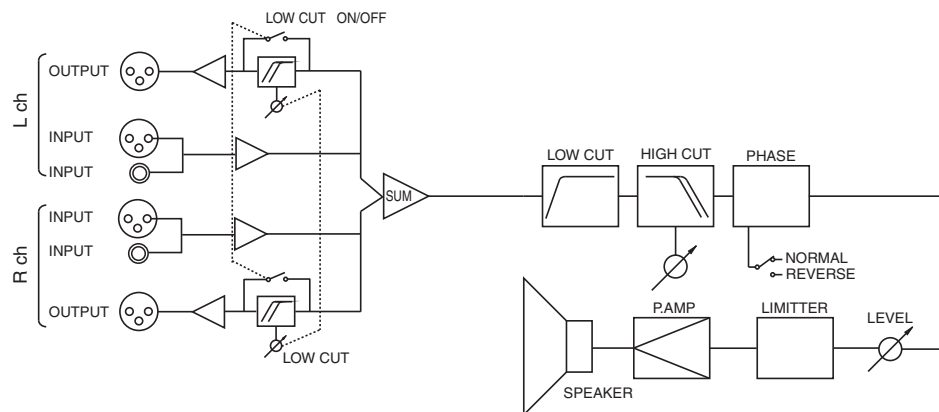 LOW CUT ON/OFF
L ch
OUTPUT
INPUT
INPUT
R ch
INPUT
INPUT
OUTPUT
LOW CUT
SUM
LOW CUT
HIGH CUT
PHASE
NORMAL
REVERSE
SPEAKER
P.AMP
LIMITTER
LEVEL